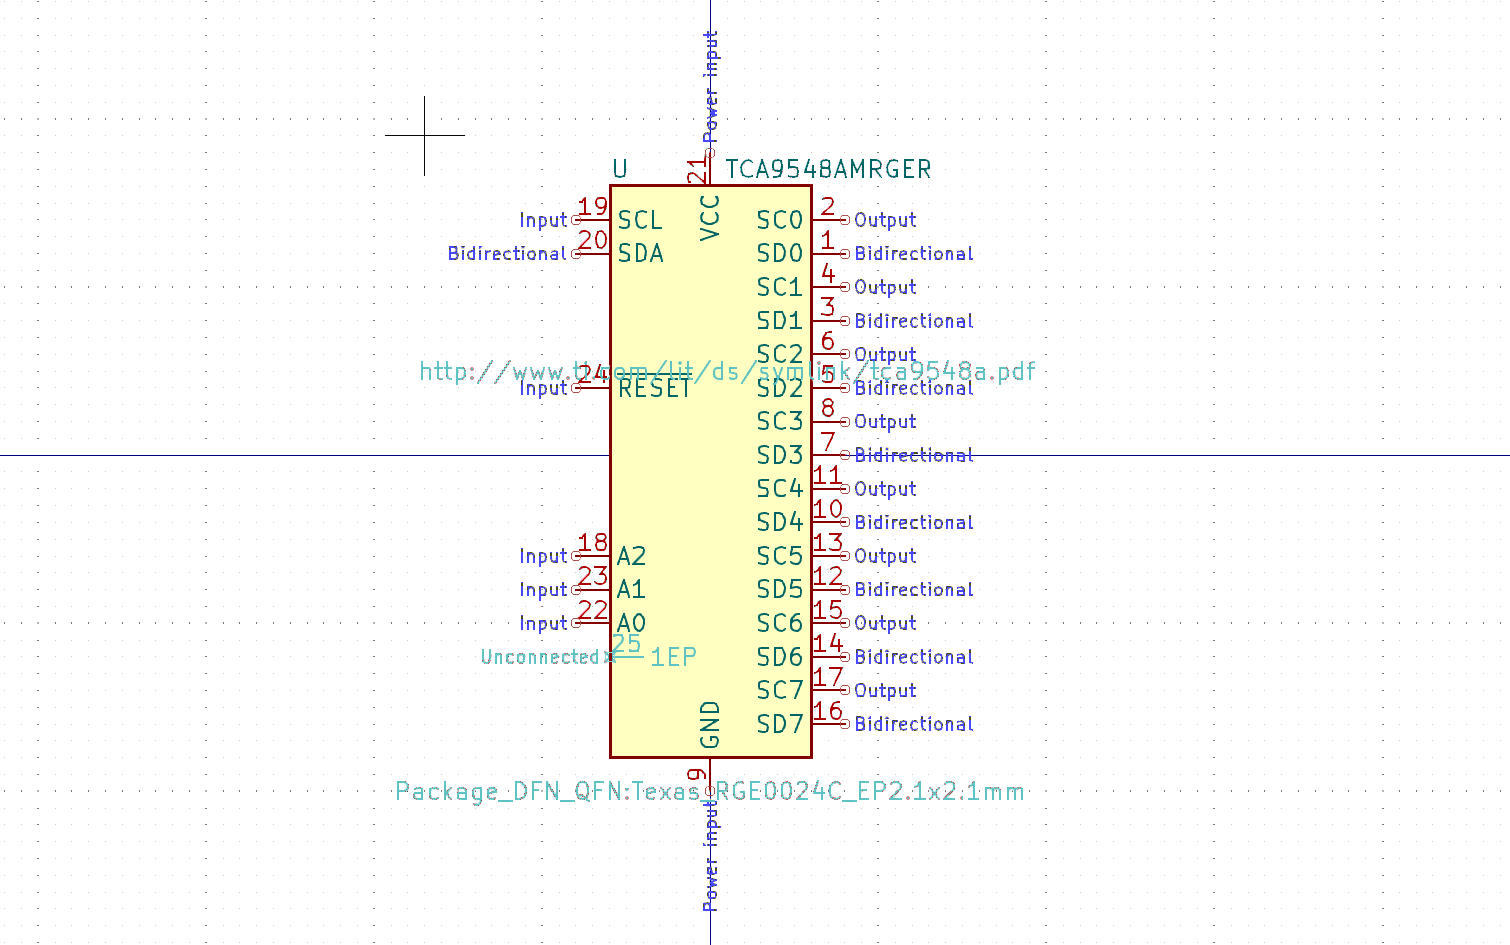 Power input
21
U TCA9548AMRGER
VCC
Input 19 SCL SC0 2 Output
Bidirectional 20 SDA SD0 1 Bidirectional
SC1 4 Output
SD1 3 Bidirectional
SC2 6 Output
http://www.ti.com/lit/ds/symlink/tca9548a.pdf
Input 24 RESET SD2 5 Bidirectional
SC3 8 Output
SD3 7 Bidirectional
SC4 11 Output
SD4 10 Bidirectional
Input 18 A2 SC5 13 Output
Input 23 A1 SD5 12 Bidirectional
Input 22 A0 SC6 15 Output
Unconnected 25 1EP SD6 14 Bidirectional
SC7 17 Output
GND SD7 16 Bidirectional
9
Package_DFN_QFN:Texas_RGE0024C_EP2.1x2.1mm
Power input